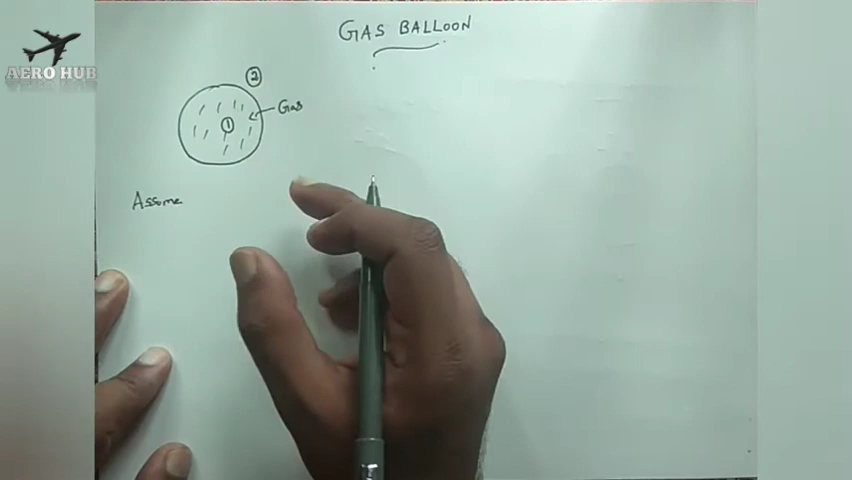 GAS BALLOON
AERO HUB
2
Gas
1
Assume